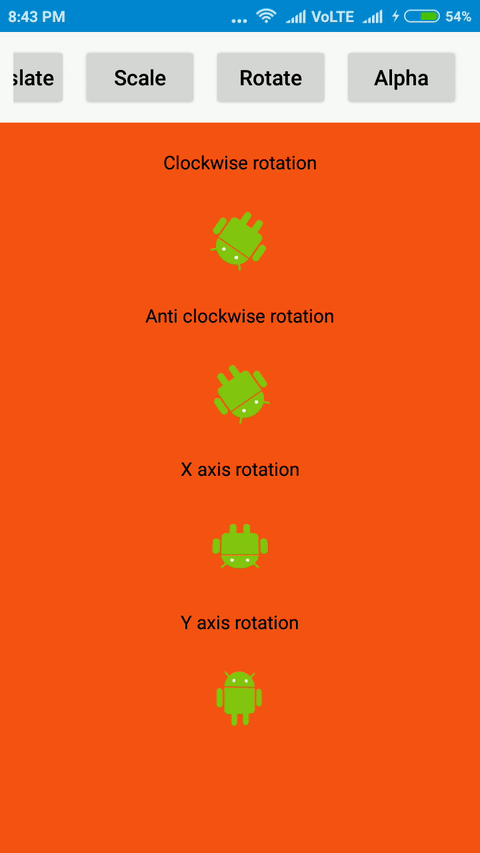 8:43 PM ... VoLTE 54%
slate Scale Rotate Alpha
Clockwise rotation
Anti clockwise rotation
X axis rotation
Y axis rotation